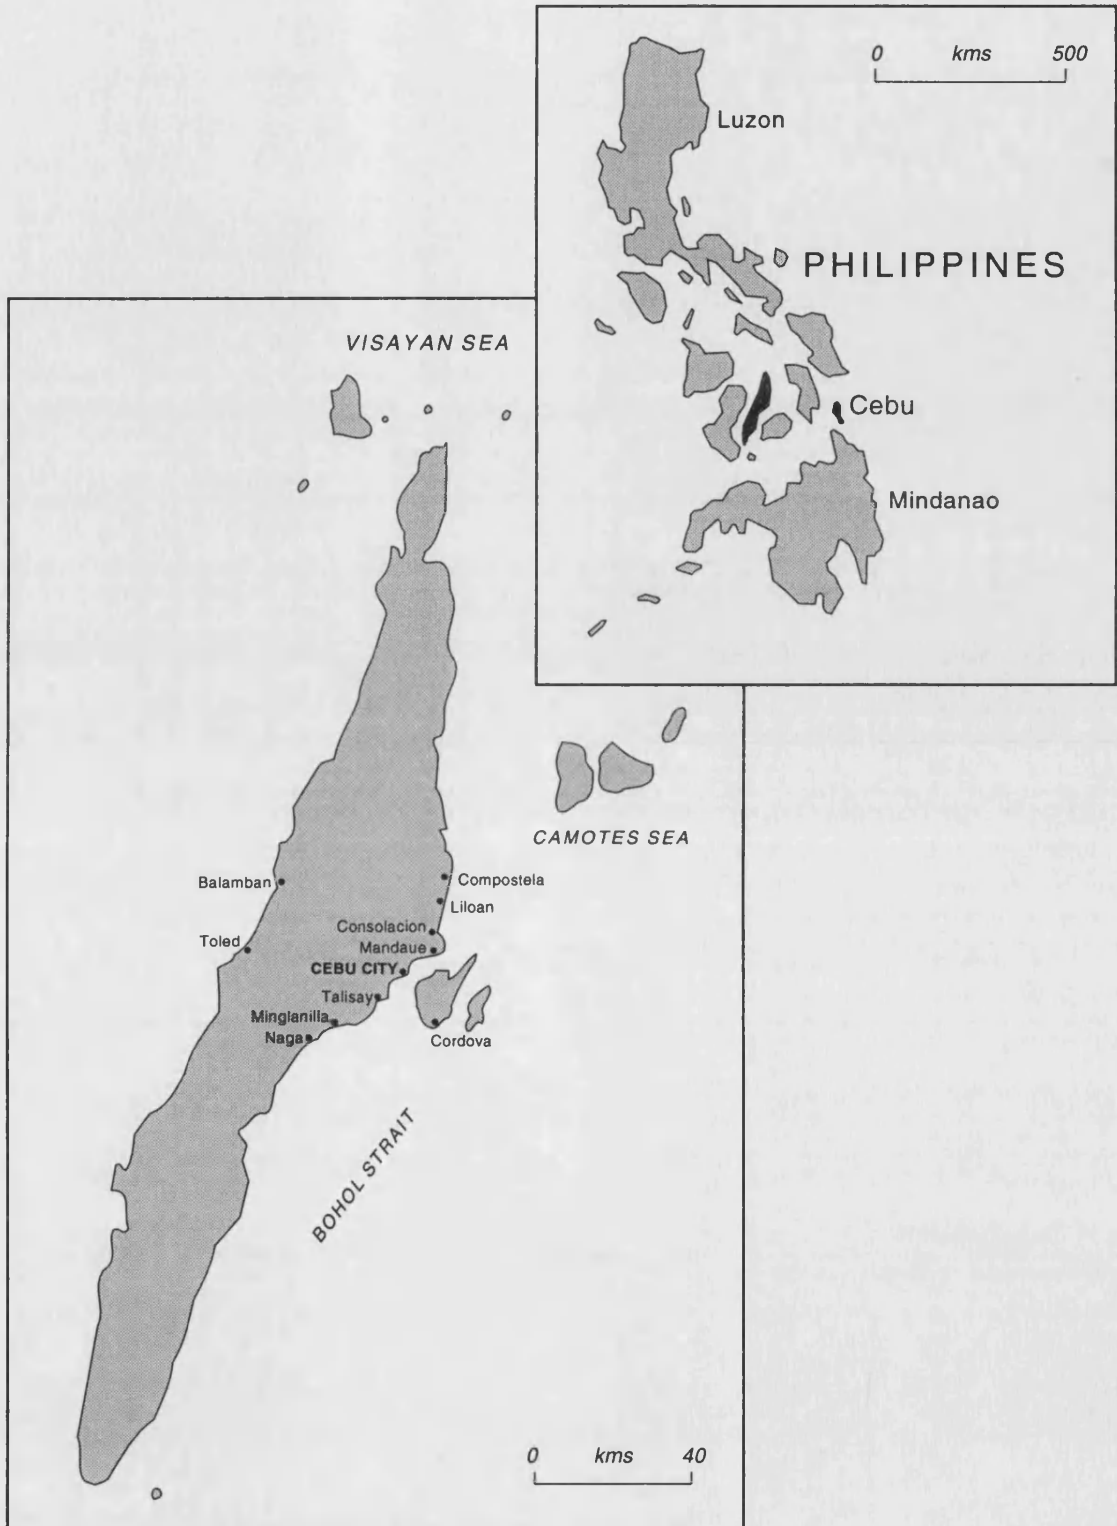 0 kms 500
Luzon
PHILIPPINES
Cebu
Mindanao
VISAYAN SEA
CAMOTES SEA
Balamban
Compostela
Liloan
Consolacion
Toled
Mandaue
CEBU CITY
Talisay
Minglanilla
Naga
Cordova
BOHOL STRAIT
0 kms 40